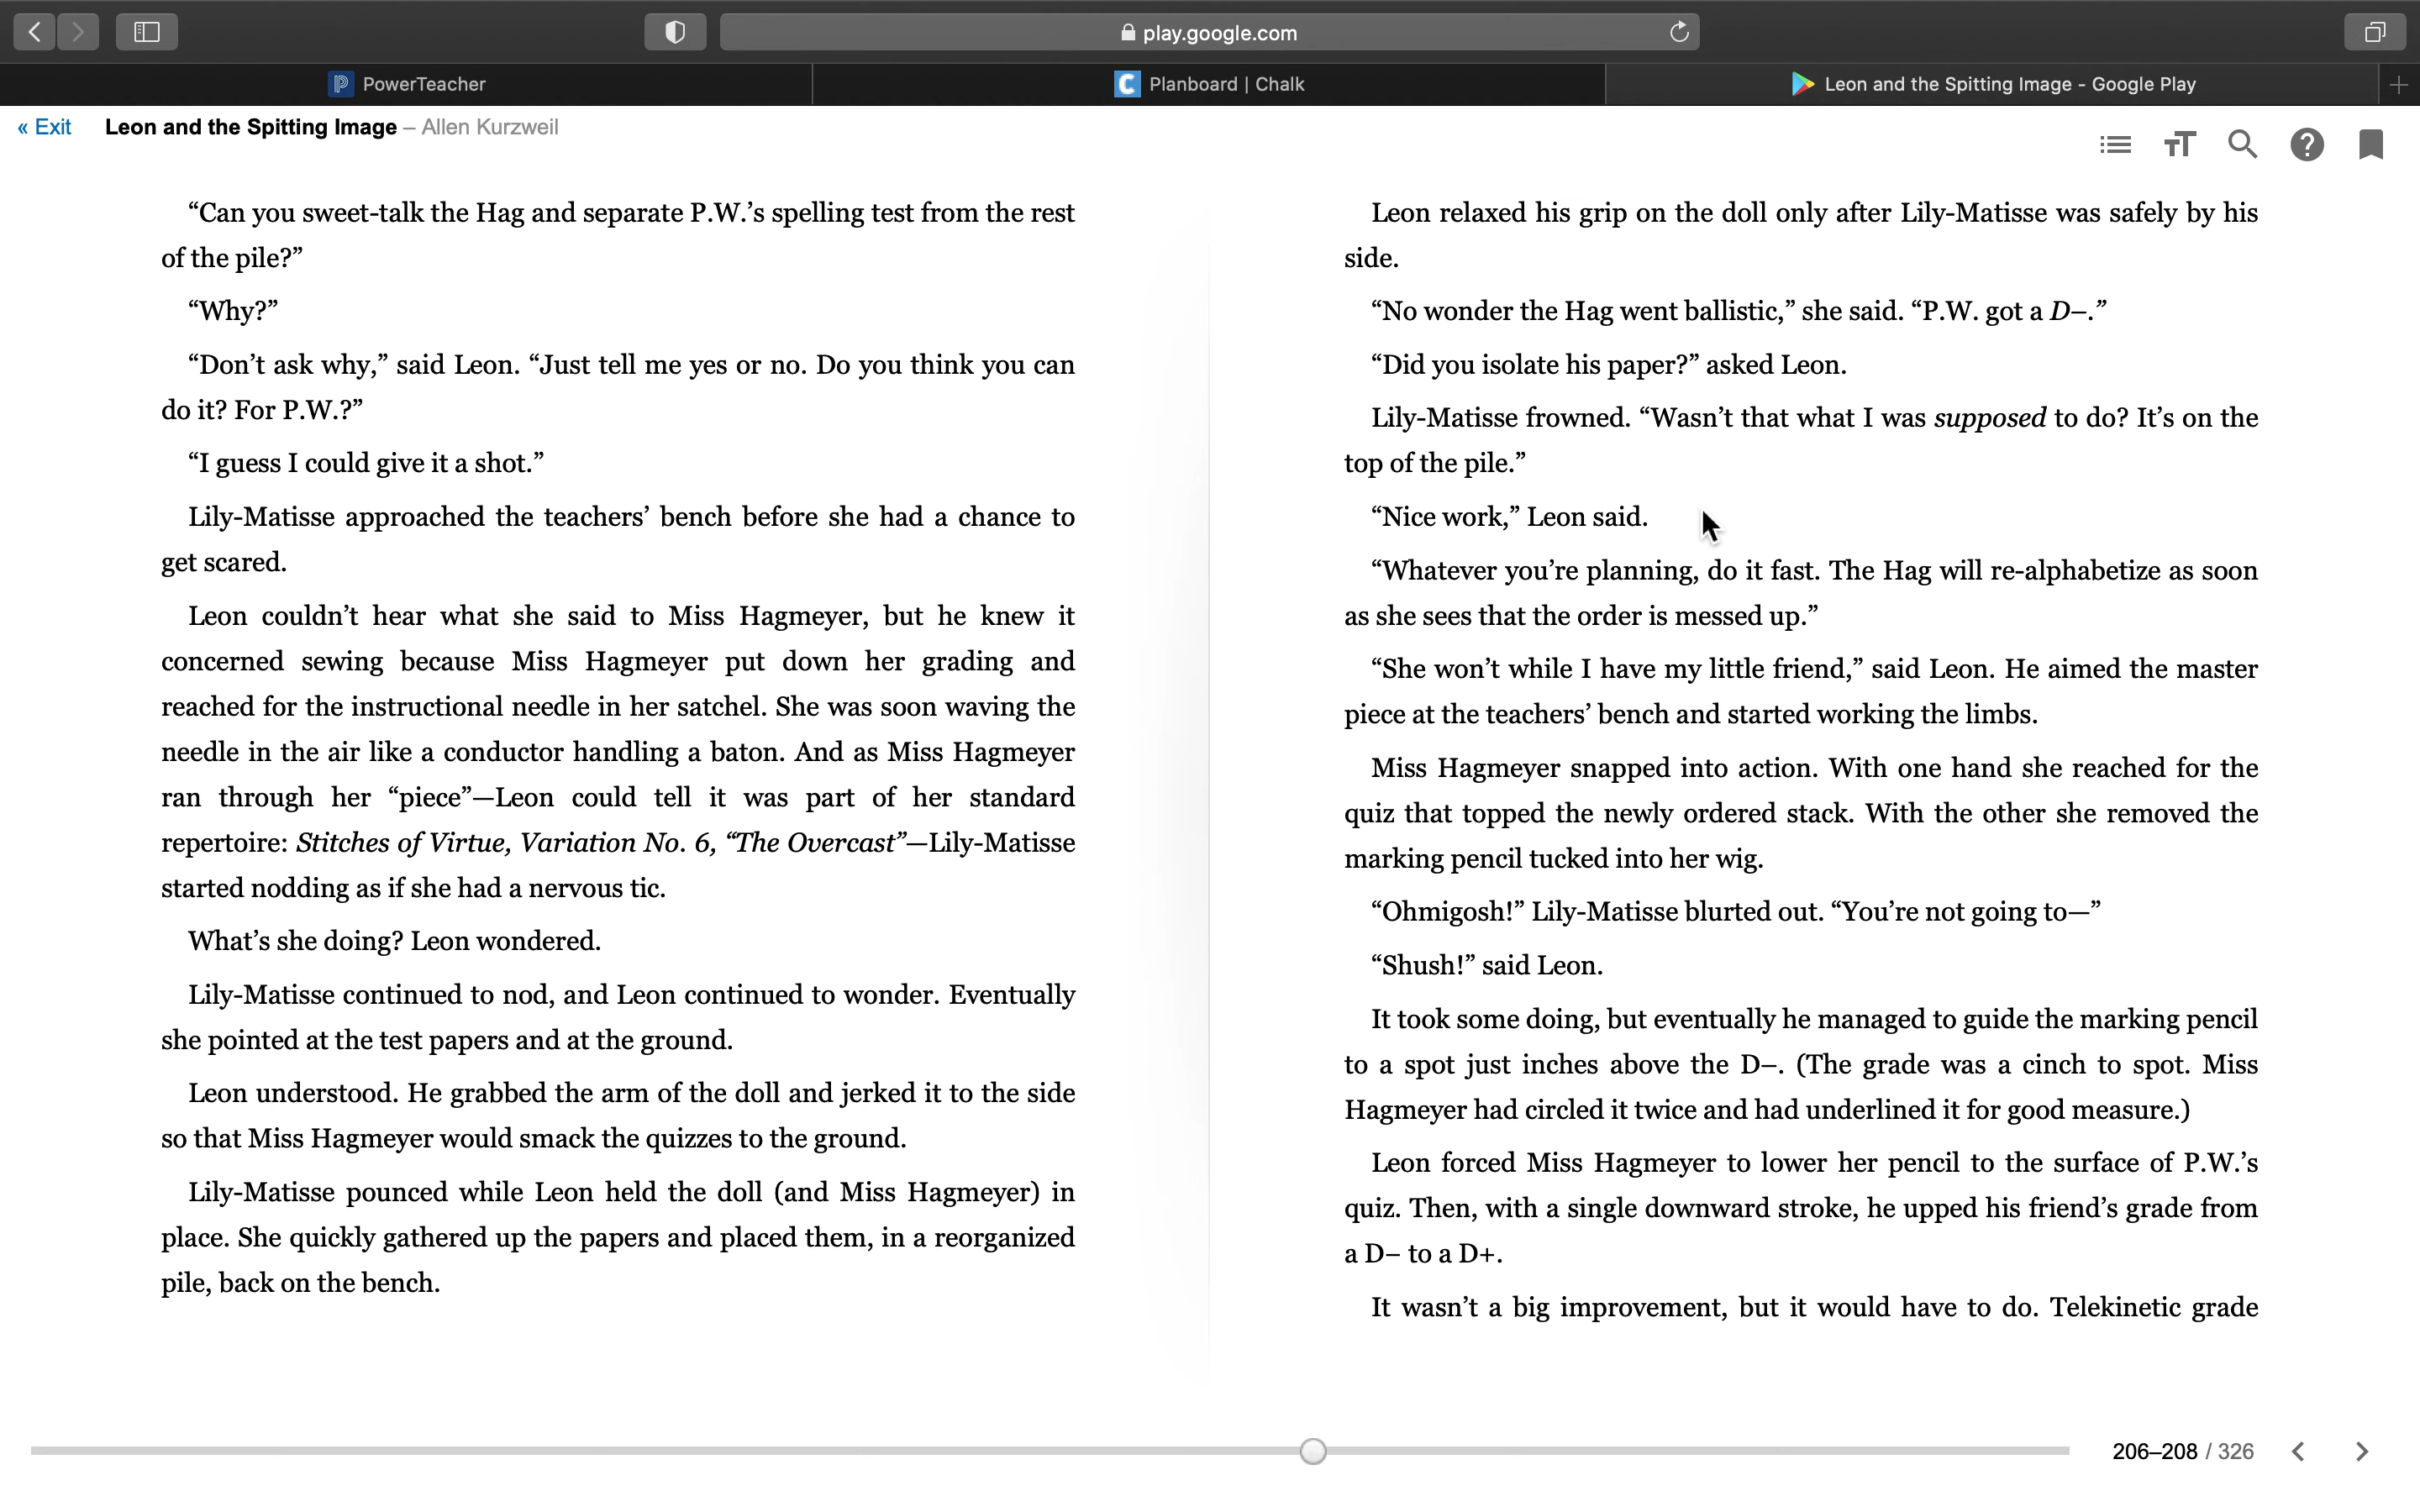 play.google.com
PowerTeacher
Planboard | Chalk
Leon and the Spitting Image - Google Play
« Exit Leon and the Spitting Image – Allen Kurzweil
“Can you sweet-talk the Hag and separate P.W.’s spelling test from the rest
of the pile?”
“Why?”
“Don’t ask why,” said Leon. “Just tell me yes or no. Do you think you can
do it? For P.W.?”
“I guess I could give it a shot.”
Lily-Matisse approached the teachers’ bench before she had a chance to
get scared.
Leon couldn’t hear what she said to Miss Hagmeyer, but he knew it
concerned sewing because Miss Hagmeyer put down her grading and
reached for the instructional needle in her satchel. She was soon waving the
needle in the air like a conductor handling a baton. And as Miss Hagmeyer
ran through her “piece”—Leon could tell it was part of her standard
repertoire: Stitches of Virtue, Variation No. 6, “The Overcast”—Lily-Matisse
started nodding as if she had a nervous tic.
What’s she doing? Leon wondered.
Lily-Matisse continued to nod, and Leon continued to wonder. Eventually
she pointed at the test papers and at the ground.
Leon understood. He grabbed the arm of the doll and jerked it to the side
so that Miss Hagmeyer would smack the quizzes to the ground.
Lily-Matisse pounced while Leon held the doll (and Miss Hagmeyer) in
place. She quickly gathered up the papers and placed them, in a reorganized
pile, back on the bench.
Leon relaxed his grip on the doll only after Lily-Matisse was safely by his
side.
“No wonder the Hag went ballistic,” she said. “P.W. got a D–.”
“Did you isolate his paper?” asked Leon.
Lily-Matisse frowned. “Wasn’t that what I was supposed to do? It’s on the
top of the pile.”
“Nice work,” Leon said.
“Whatever you’re planning, do it fast. The Hag will re-alphabetize as soon
as she sees that the order is messed up.”
“She won’t while I have my little friend,” said Leon. He aimed the master
piece at the teachers’ bench and started working the limbs.
Miss Hagmeyer snapped into action. With one hand she reached for the
quiz that topped the newly ordered stack. With the other she removed the
marking pencil tucked into her wig.
“Ohmigosh!” Lily-Matisse blurted out. “You’re not going to—”
“Shush!” said Leon.
It took some doing, but eventually he managed to guide the marking pencil
to a spot just inches above the D–. (The grade was a cinch to spot. Miss
Hagmeyer had circled it twice and had underlined it for good measure.)
Leon forced Miss Hagmeyer to lower her pencil to the surface of P.W.’s
quiz. Then, with a single downward stroke, he upped his friend’s grade from
a D– to a D+.
It wasn’t a big improvement, but it would have to do. Telekinetic grade
206–208 / 326